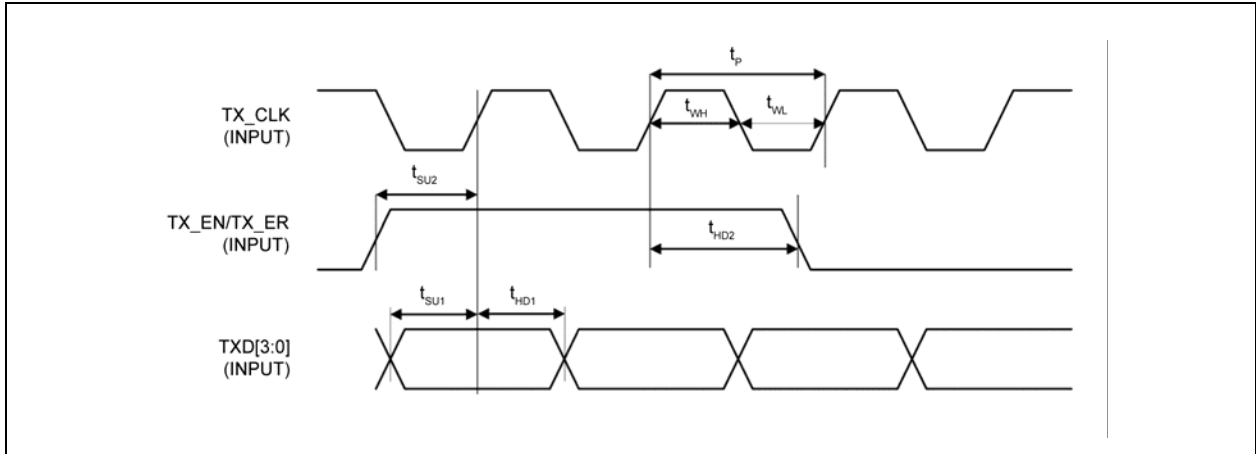 t_P
TX_CLK
(INPUT)
t_WH
t_WL
t_SU2
TX_EN/TX_ER
(INPUT)
t_HD2
t_SU1
t_HD1
TXD[3:0]
(INPUT)